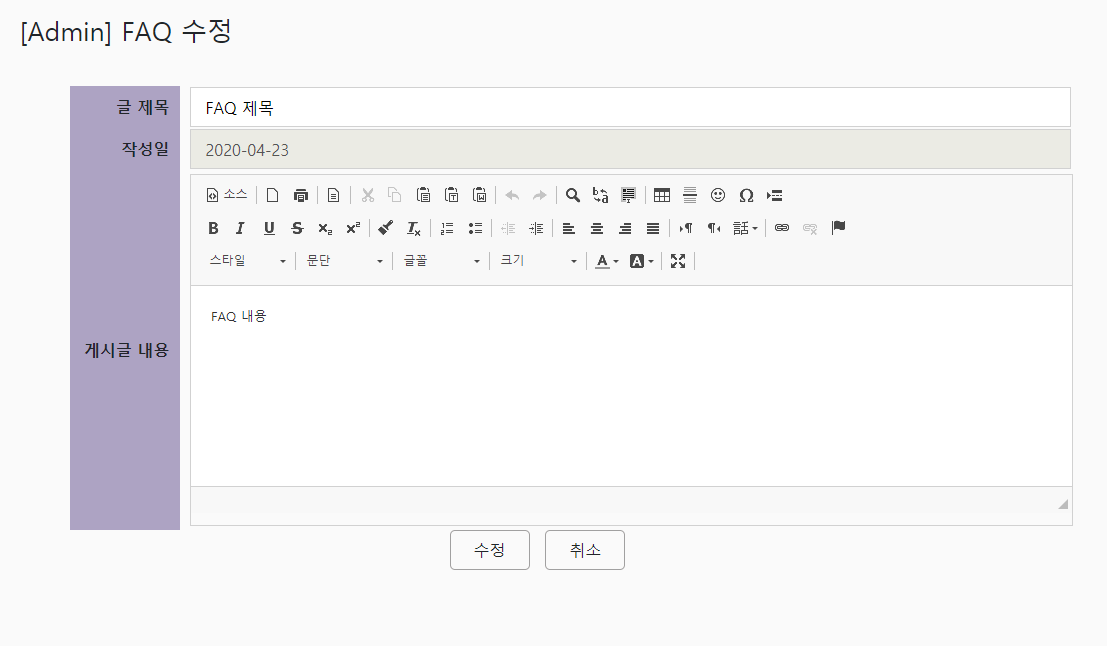 [Admin] FAQ 수정
글 제목 FAQ 제목
작성일 2020-04-23
소스
스타일 문단 글꼴 크기
게시글 내용
FAQ 내용
수정 취소